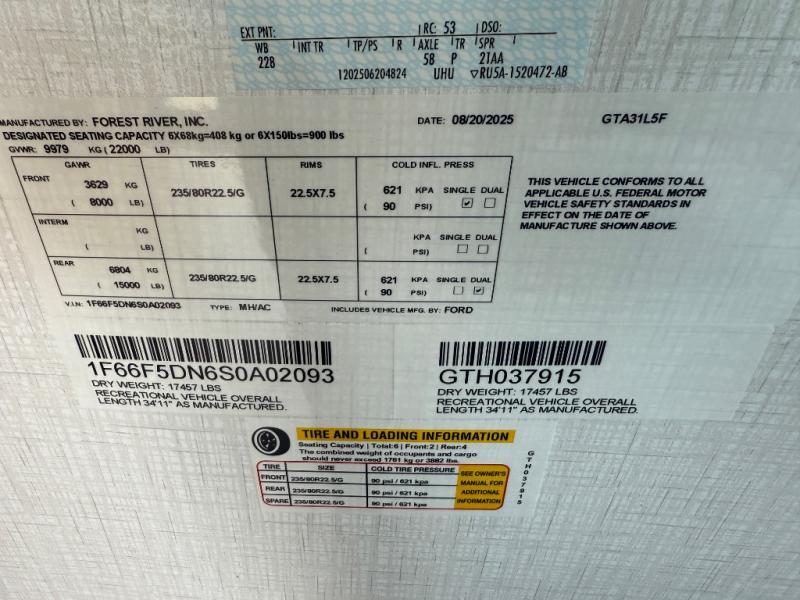 EXT PNT: RC: 53 DSO:
WB INT TR TP/PS R AXLE TR SPR
228 58 P 21AA
1202506204824 UHU ▽RU5A-1520472-AB
MANUFACTURED BY: FOREST RIVER, INC. DATE: 08/20/2025 GTA31L5F
DESIGNATED SEATING CAPACITY 6X68kg=408 kg or 6X150lbs=900 lbs
GVWR: 9979 KG (22000 LB)
GAWR TIRES RIMS COLD INFL. PRESS
FRONT 3629 KG 235/80R22.5/G 22.5X7.5 621 KPA SINGLE DUAL
( 8000 LB) ( 90 PSI) ☑ ☐
INTERM KG KPA SINGLE DUAL
( LB) ( PSI) ☐ ☐
REAR 6804 KG 235/80R22.5/G 22.5X7.5 621 KPA SINGLE DUAL
( 15000 LB) ( 90 PSI) ☐ ☑
THIS VEHICLE CONFORMS TO ALL
APPLICABLE U.S. FEDERAL MOTOR
VEHICLE SAFETY STANDARDS IN
EFFECT ON THE DATE OF
MANUFACTURE SHOWN ABOVE.
V.I.N: 1F66F5DN6S0A02093 TYPE: MH/AC INCLUDES VEHICLE MFG. BY: FORD
1F66F5DN6S0A02093
DRY WEIGHT: 17457 LBS
RECREATIONAL VEHICLE OVERALL
LENGTH 34'11" AS MANUFACTURED.
GTH037915
DRY WEIGHT: 17457 LBS
RECREATIONAL VEHICLE OVERALL
LENGTH 34'11" AS MANUFACTURED.
TIRE AND LOADING INFORMATION
Seating Capacity | Total:6 | Front:2 | Rear:4
The combined weight of occupants and cargo
should never exceed 1761 kg or 3882 lbs.
TIRE SIZE COLD TIRE PRESSURE
FRONT 235/80R22.5/G 90 psi / 621 kpa
REAR 235/80R22.5/G 90 psi / 621 kpa
SPARE 235/80R22.5/G 90 psi / 621 kpa
SEE OWNER'S
MANUAL FOR
ADDITIONAL
INFORMATION
GTH037915